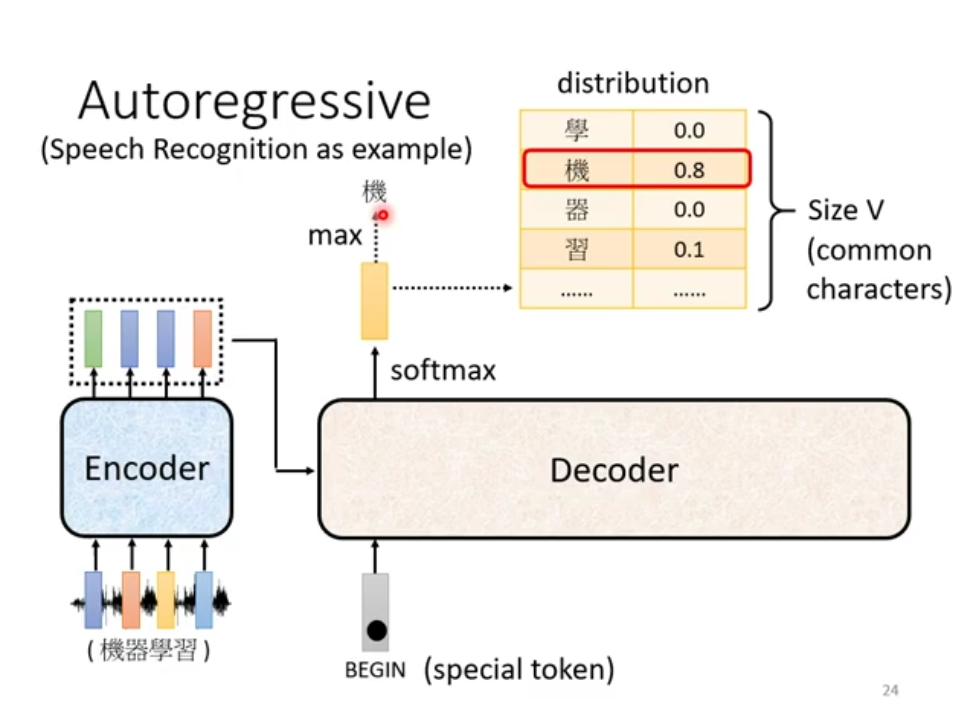 Autoregressive
(Speech Recognition as example)
distribution
學 0.0
機 0.8
器 0.0
習 0.1
…… ……
Size V
(common
characters)
機
max
softmax
Encoder
Decoder
( 機器學習 )
BEGIN (special token)
24